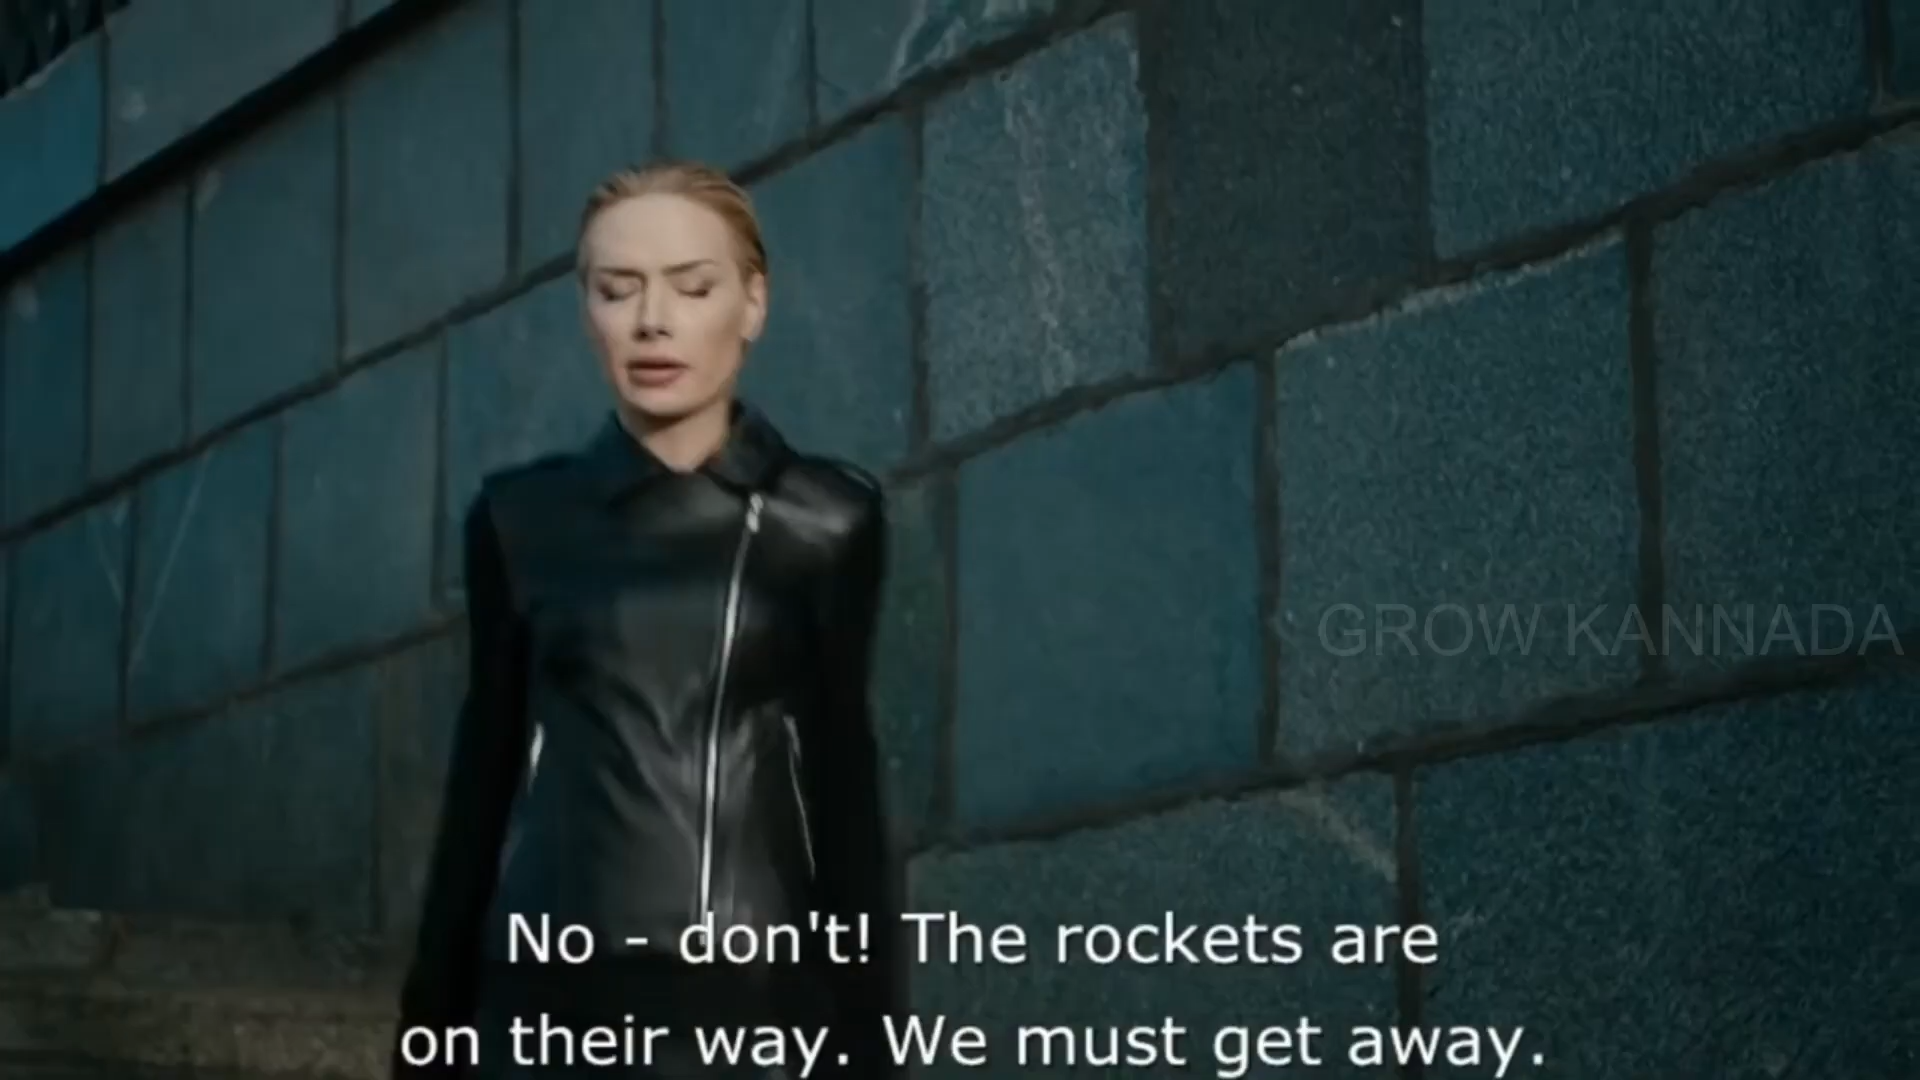 GROW KANNADA
No - don't! The rockets are
on their way. We must get away.